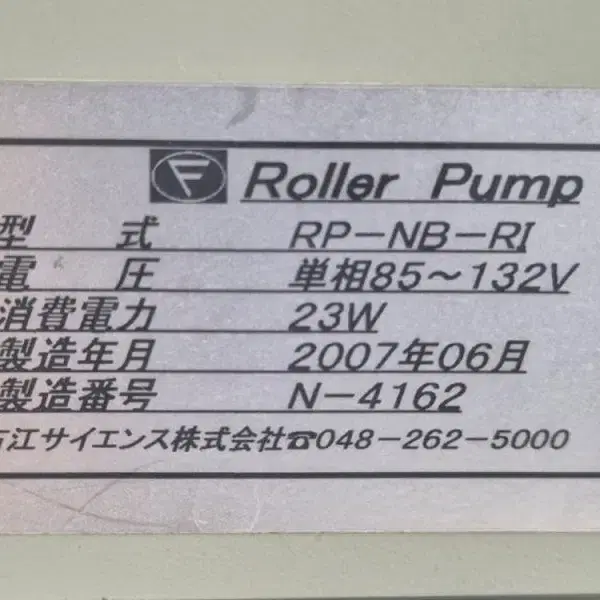 F Roller Pump
型 式 RP-NB-RI
電 圧 単相85〜132V
消費電力 23W
製造年月 2007年06月
製造番号 N-4162
江サイエンス株式会社☎048-262-5000